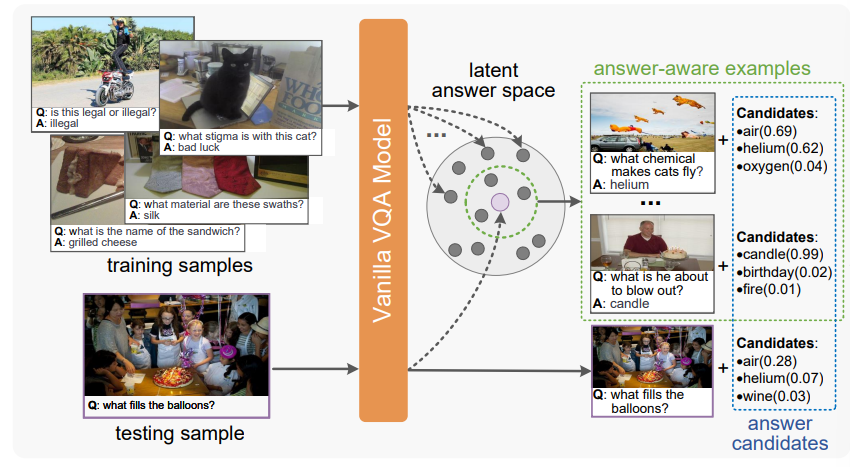 Q: is this legal or illegal?
A: illegal
Q: what stigma is with this cat?
A: bad luck
Q: what material are these swaths?
A: silk
Q: what is the name of the sandwich?
A: grilled cheese
training samples
Q: what fills the balloons?
testing sample
Vanilla VQA Model
latent
answer space
...
answer-aware examples
Q: what chemical
makes cats fly?
A: helium
+
Candidates:
●air(0.69)
●helium(0.62)
●oxygen(0.04)
...
Q: what is he about
to blow out?
A: candle
+
Candidates:
●candle(0.99)
●birthday(0.02)
●fire(0.01)
Q: what fills the
balloons?
+
Candidates:
●air(0.28)
●helium(0.07)
●wine(0.03)
answer
candidates